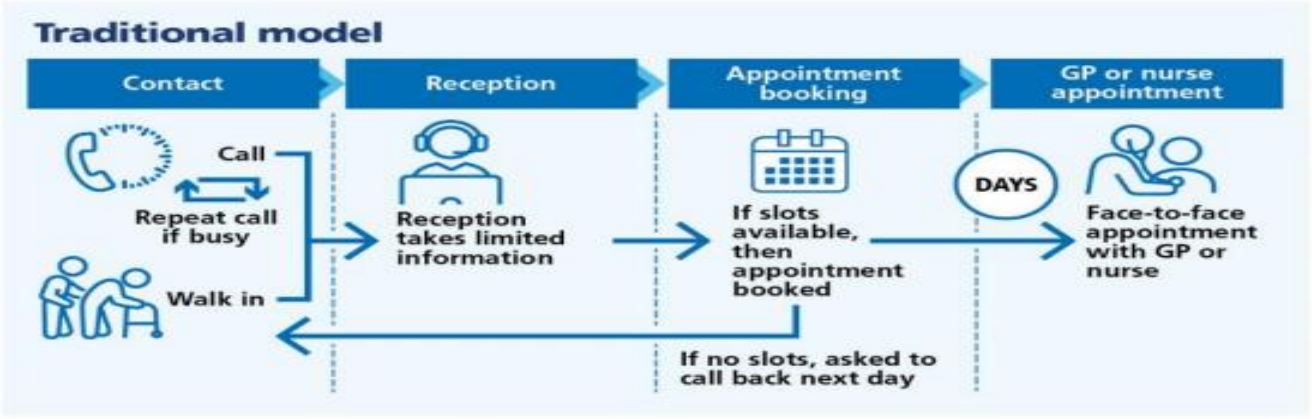 Traditional model
Contact
Reception
Appointment
booking
GP or nurse
appointment
Call
Repeat call
if busy
Walk in
Reception
takes limited
information
If slots
available,
then
appointment
booked
If no slots, asked to
call back next day
DAYS
Face-to-face
appointment
with GP or
nurse